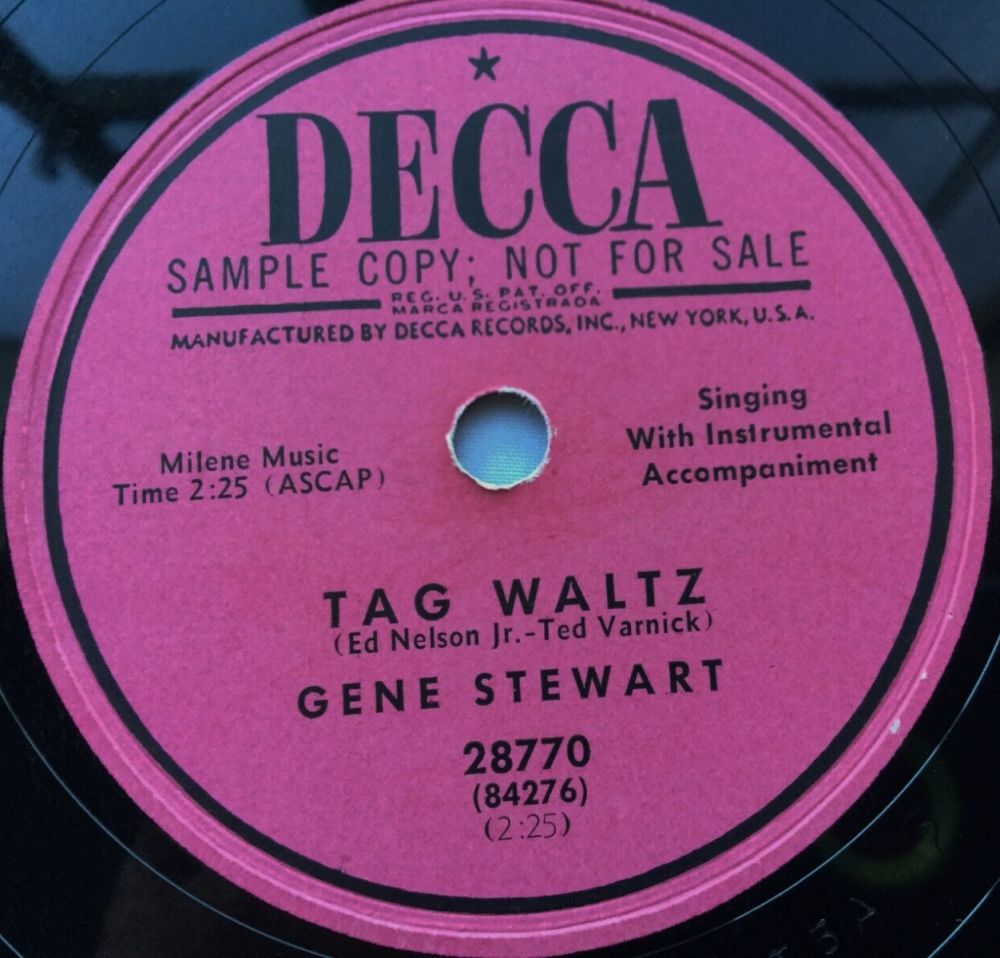 DECCA
SAMPLE COPY; NOT FOR SALE
REG. U. S. PAT. OFF.
MARCA REGISTRADA
MANUFACTURED BY DECCA RECORDS, INC., NEW YORK, U.S.A.
Singing
With Instrumental
Accompaniment
Milene Music
Time 2:25 (ASCAP)
TAG WALTZ
(Ed Nelson Jr.-Ted Varnick)
GENE STEWART
28770
(84276)
(2:25)